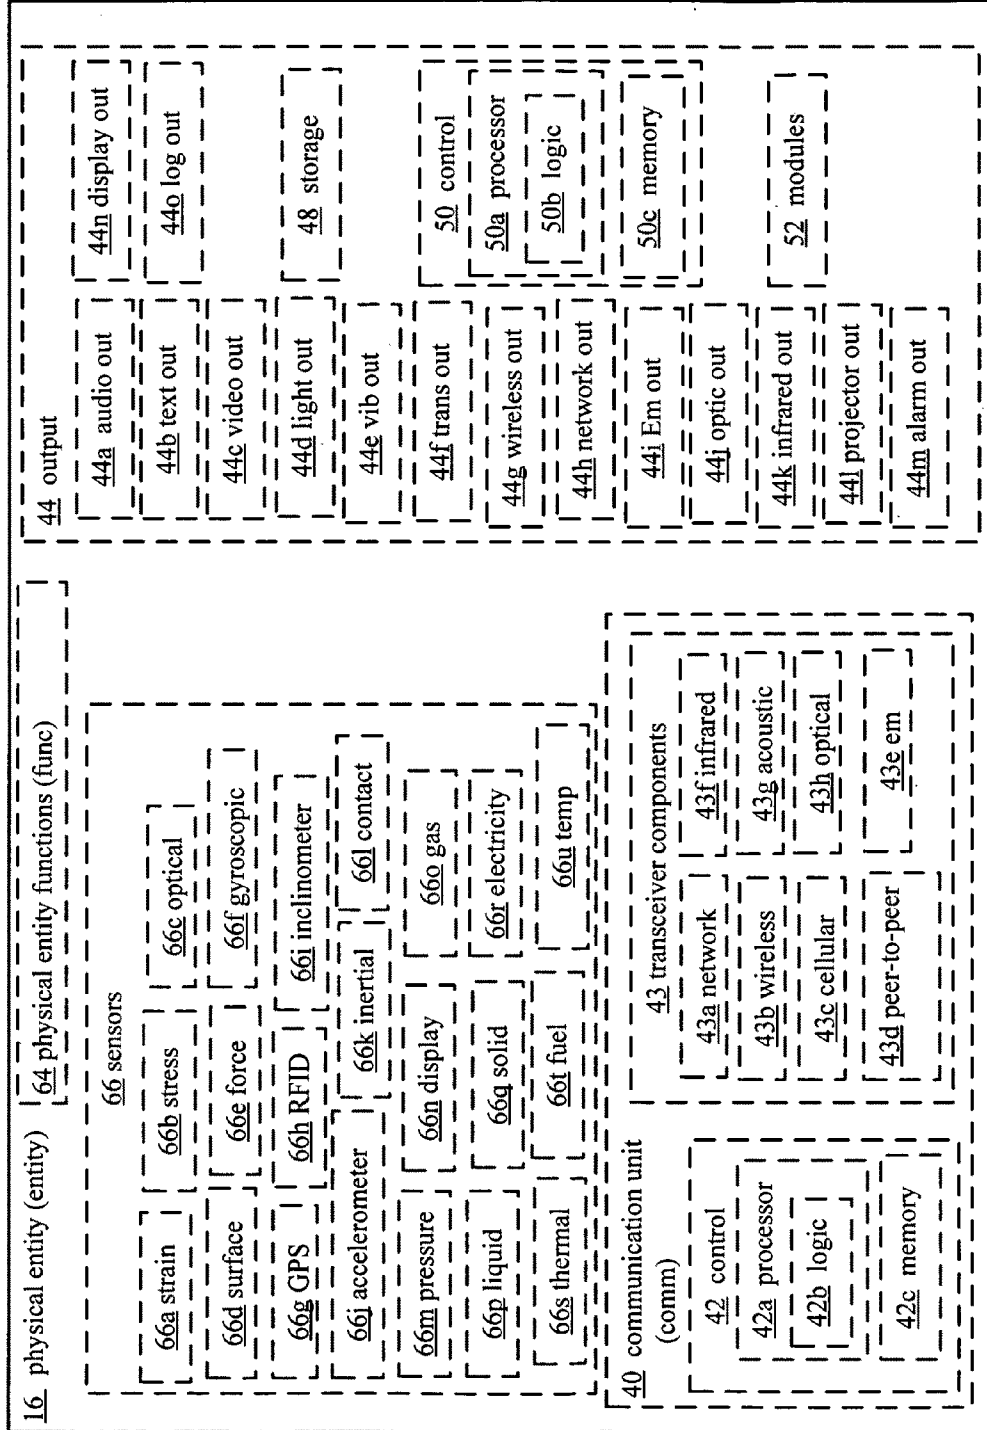 16 physical entity (entity)
64 physical entity functions (func)
66 sensors
66a strain
66b stress
66c optical
66d surface
66e force
66f gyroscopic
66g GPS
66h RFID
66i inclinometer
66j accelerometer
66k inertial
66l contact
66m pressure
66n display
66o gas
66p liquid
66q solid
66r electricity
66s thermal
66t fuel
66u temp
40 communication unit
(comm)
42 control
42a processor
42b logic
42c memory
43 transceiver components
43a network
43f infrared
43b wireless
43g acoustic
43c cellular
43h optical
43d peer-to-peer
43e em
44 output
44a audio out
44n display out
44b text out
44o log out
44c video out
44d light out
48 storage
44e vib out
44f trans out
50 control
44g wireless out
50a processor
44h network out
50b logic
44i Em out
50c memory
44j optic out
44k infrared out
52 modules
44l projector out
44m alarm out